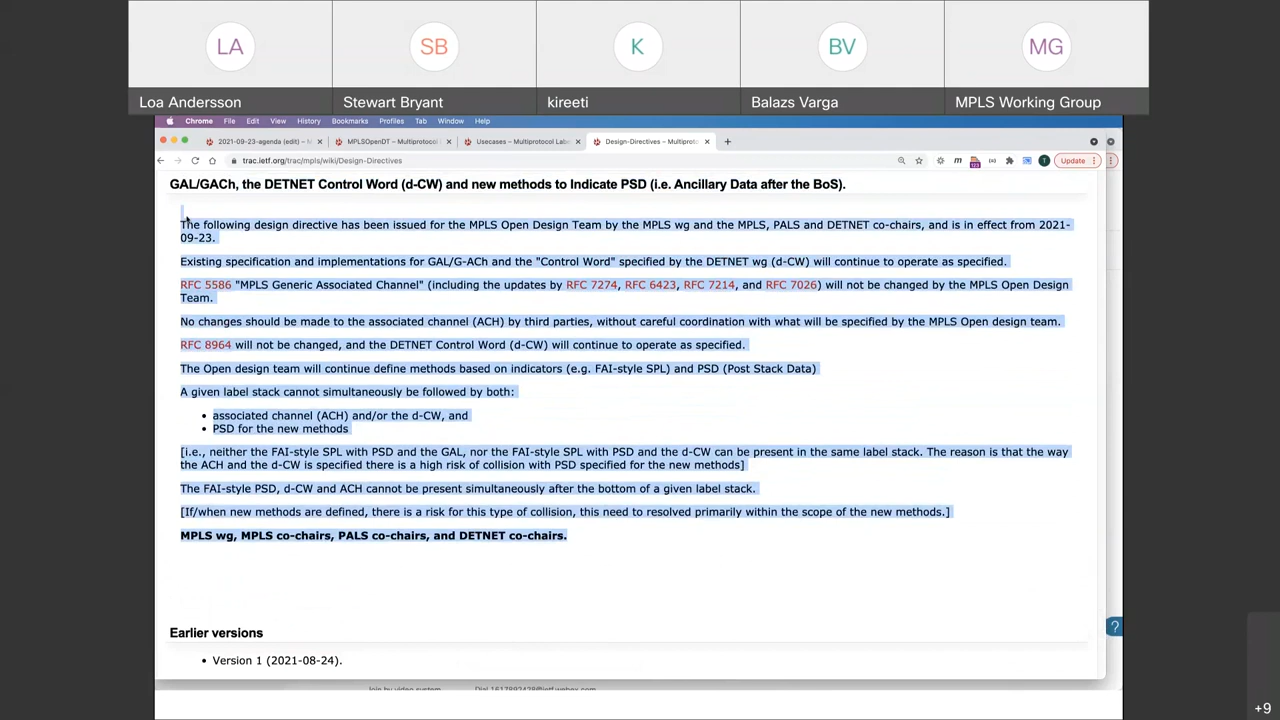 LA
SB
K
BV
MG
Loa Andersson
Stewart Bryant
kireeti
Balazs Varga
MPLS Working Group
Chrome File Edit View History Bookmarks Profiles Tab Window Help
2021-09-23-agenda (edit) – M
MPLSOpenDT – Multiprotocol
Usecases – Multiprotocol Lab
Design-Directives – Multiproto
trac.ietf.org/trac/mpls/wiki/Design-Directives
Update
GAL/GACh, the DETNET Control Word (d-CW) and new methods to Indicate PSD (i.e. Ancillary Data after the BoS).
The following design directive has been issued for the MPLS Open Design Team by the MPLS wg and the MPLS, PALS and DETNET co-chairs, and is in effect from 2021-
09-23.
Existing specification and implementations for GAL/G-ACh and the "Control Word" specified by the DETNET wg (d-CW) will continue to operate as specified.
RFC 5586 "MPLS Generic Associated Channel" (including the updates by RFC 7274, RFC 6423, RFC 7214, and RFC 7026) will not be changed by the MPLS Open Design
Team.
No changes should be made to the associated channel (ACH) by third parties, without careful coordination with what will be specified by the MPLS Open design team.
RFC 8964 will not be changed, and the DETNET Control Word (d-CW) will continue to operate as specified.
The Open design team will continue define methods based on indicators (e.g. FAI-style SPL) and PSD (Post Stack Data)
A given label stack cannot simultaneously be followed by both:
• associated channel (ACH) and/or the d-CW, and
• PSD for the new methods
[i.e., neither the FAI-style SPL with PSD and the GAL, nor the FAI-style SPL with PSD and the d-CW can be present in the same label stack. The reason is that the way
the ACH and the d-CW is specified there is a high risk of collision with PSD specified for the new methods]
The FAI-style PSD, d-CW and ACH cannot be present simultaneously after the bottom of a given label stack.
[If/when new methods are defined, there is a risk for this type of collision, this need to resolved primarily within the scope of the new methods.]
MPLS wg, MPLS co-chairs, PALS co-chairs, and DETNET co-chairs.
Earlier versions
• Version 1 (2021-08-24).
?
+9